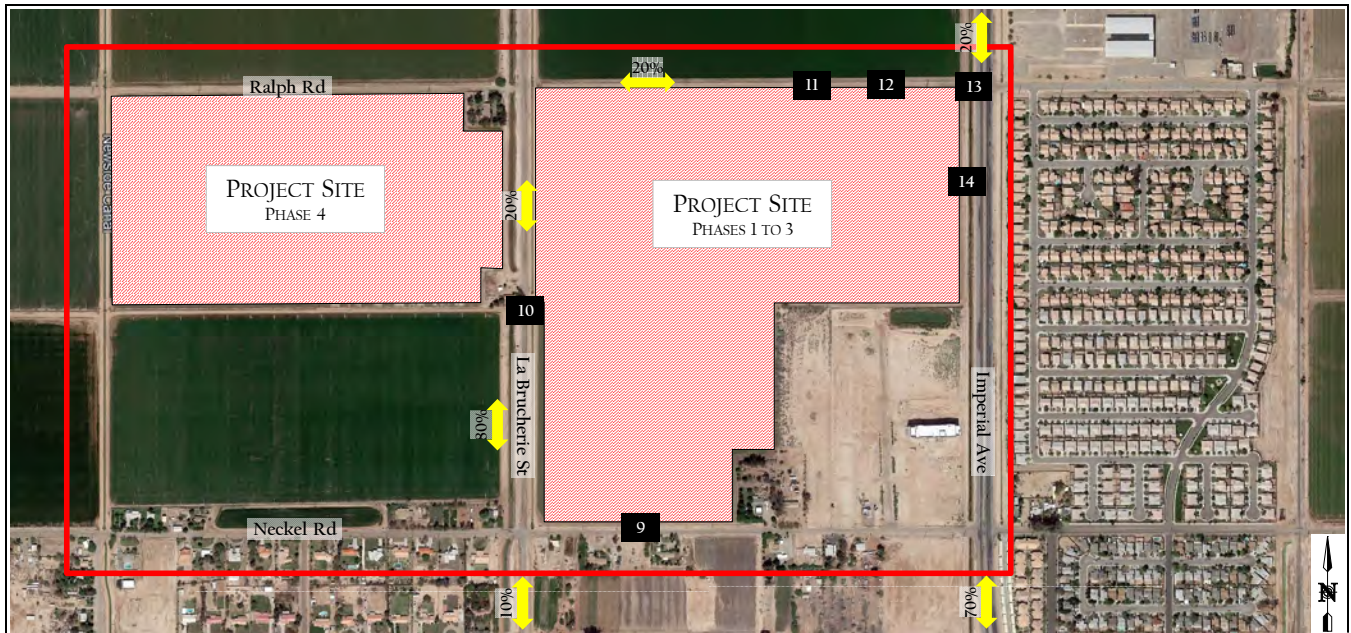 20%
Ralph Rd
20%
11
12
13
Newside Canal
PROJECT SITE
PHASE 4
20%
PROJECT SITE
PHASES 1 TO 3
14
10
La Brucherie St
Imperial Ave
80%
Neckel Rd
9
10%
70%
N